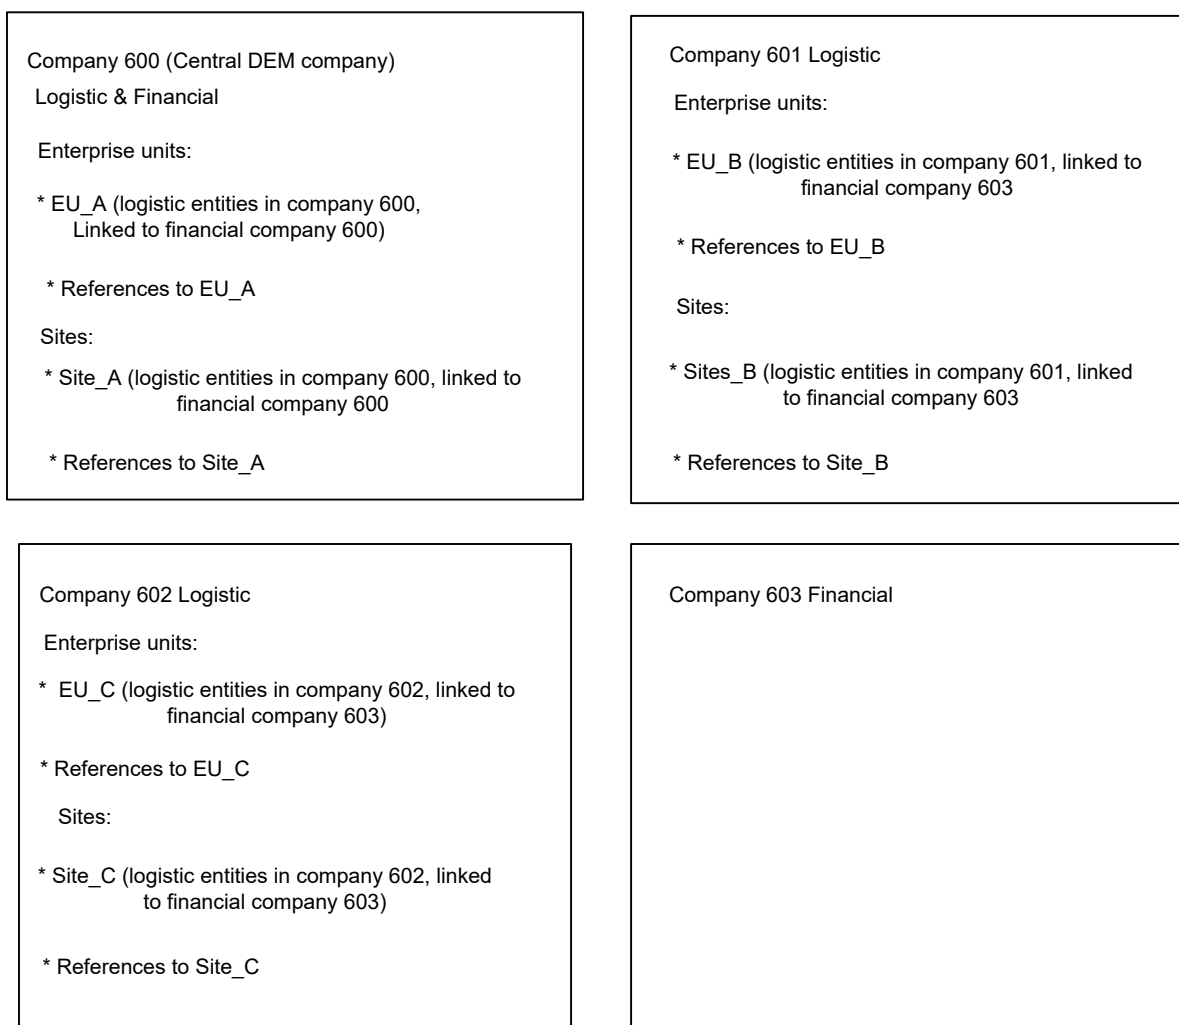 Company 600 (Central DEM company)
Logistic & Financial
Enterprise units:
* EU_A (logistic entities in company 600,
Linked to financial company 600)
* References to EU_A
Sites:
* Site_A (logistic entities in company 600, linked to
financial company 600
* References to Site_A
Company 601 Logistic
Enterprise units:
* EU_B (logistic entities in company 601, linked to
financial company 603
* References to EU_B
Sites:
* Sites_B (logistic entities in company 601, linked
to financial company 603
* References to Site_B
Company 602 Logistic
Enterprise units:
* EU_C (logistic entities in company 602, linked to
financial company 603)
* References to EU_C
Sites:
* Site_C (logistic entities in company 602, linked
to financial company 603)
* References to Site_C
Company 603 Financial